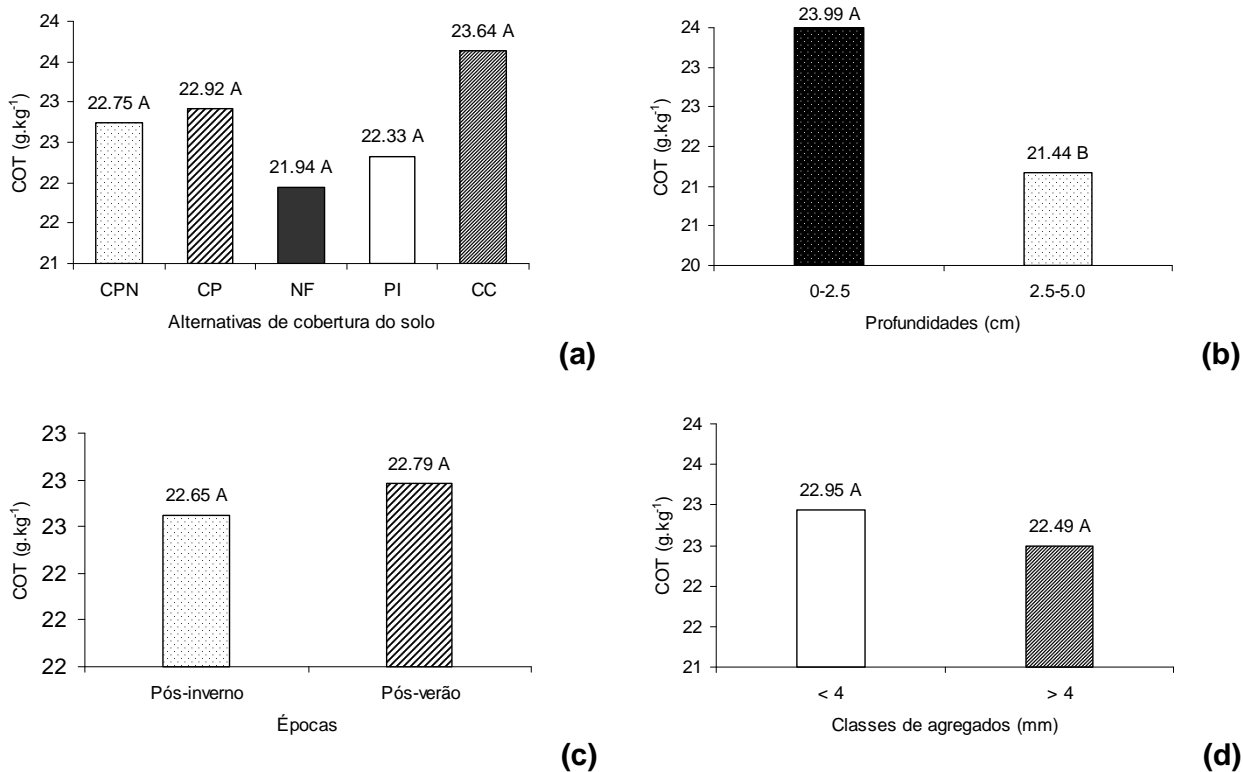 24
24
23
23
22
22
21
COT (g.kg-1)
22.75 A
22.92 A
21.94 A
22.33 A
23.64 A
CPN
CP
NF
PI
CC
Alternativas de cobertura do solo
(a)
24
23
23
22
22
21
21
20
COT (g.kg-1)
23.99 A
21.44 B
0-2.5
2.5-5.0
Profundidades (cm)
(b)
23
23
23
22
22
22
COT (g.kg-1)
22.65 A
22.79 A
Pós-inverno
Pós-verão
Épocas
(c)
24
24
23
23
22
22
21
COT (g.kg-1)
22.95 A
22.49 A
< 4
> 4
Classes de agregados (mm)
(d)